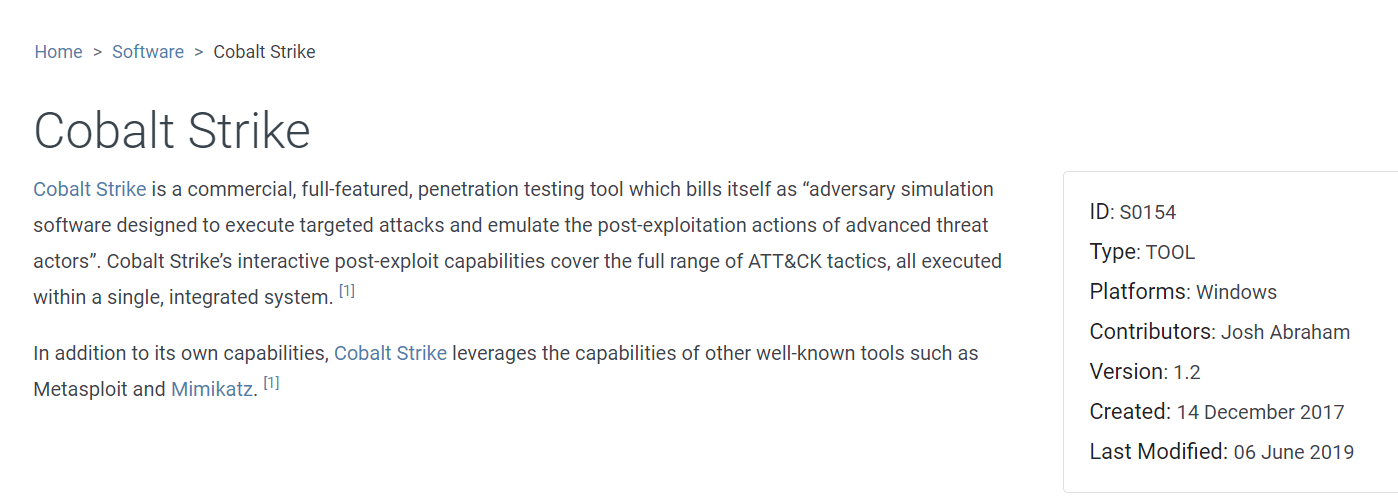 Home > Software > Cobalt Strike
Cobalt Strike
Cobalt Strike is a commercial, full-featured, penetration testing tool which bills itself as “adversary simulation
software designed to execute targeted attacks and emulate the post-exploitation actions of advanced threat
actors”. Cobalt Strike’s interactive post-exploit capabilities cover the full range of ATT&CK tactics, all executed
within a single, integrated system. [1]
In addition to its own capabilities, Cobalt Strike leverages the capabilities of other well-known tools such as
Metasploit and Mimikatz. [1]
ID: S0154
Type: TOOL
Platforms: Windows
Contributors: Josh Abraham
Version: 1.2
Created: 14 December 2017
Last Modified: 06 June 2019